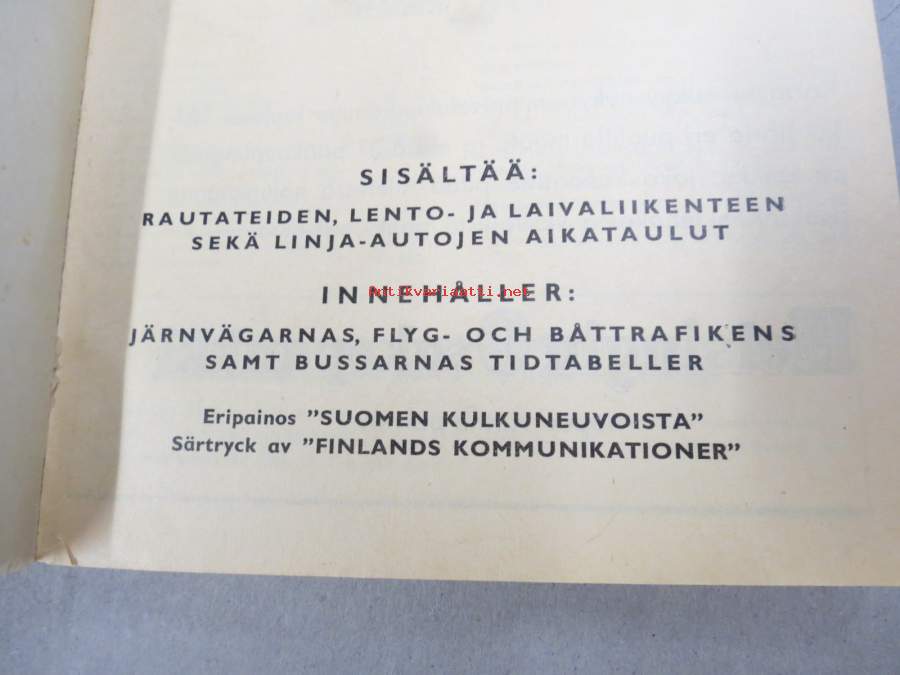 SISÄLTÄÄ:
RAUTATEIDEN, LENTO- JA LAIVALIIKENTEEN
SEKÄ LINJA-AUTOJEN AIKATAULUT
INNEHÅLLER:
Antikvariaatti.net
JÄRNVÄGARNAS, FLYG- OCH BÅTTRAFIKENS
SAMT BUSSARNAS TIDTABELLER
Eripainos ”SUOMEN KULKUNEUVOISTA”
Särtryck av ”FINLANDS KOMMUNIKATIONER”